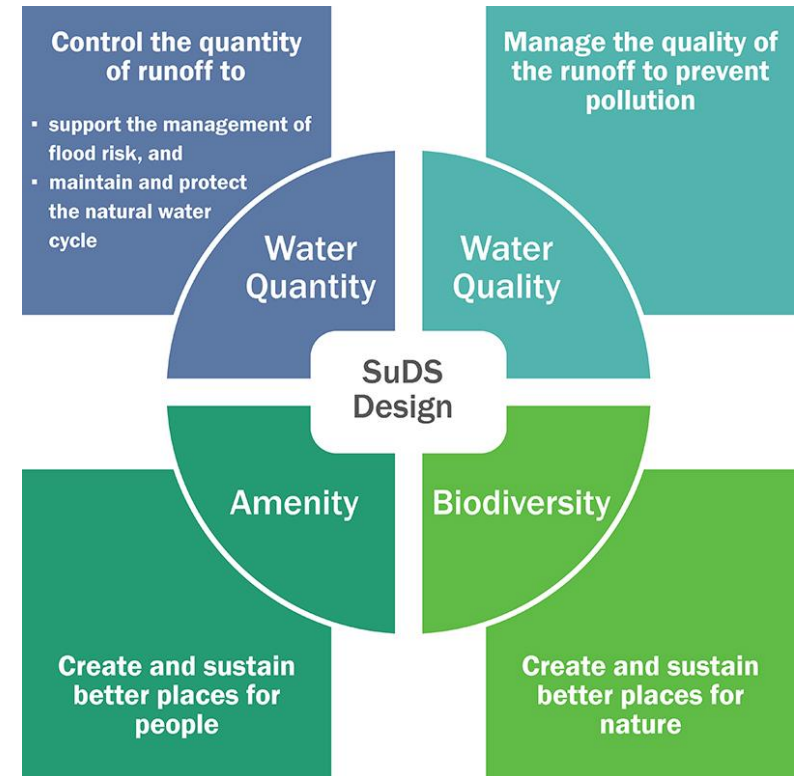 Control the quantity
of runoff to
▪ support the management of
flood risk, and
▪ maintain and protect
the natural water
cycle
Manage the quality of
the runoff to prevent
pollution
Water
Quantity
Water
Quality
SuDS
Design
Amenity
Biodiversity
Create and sustain
better places for
people
Create and sustain
better places for
nature